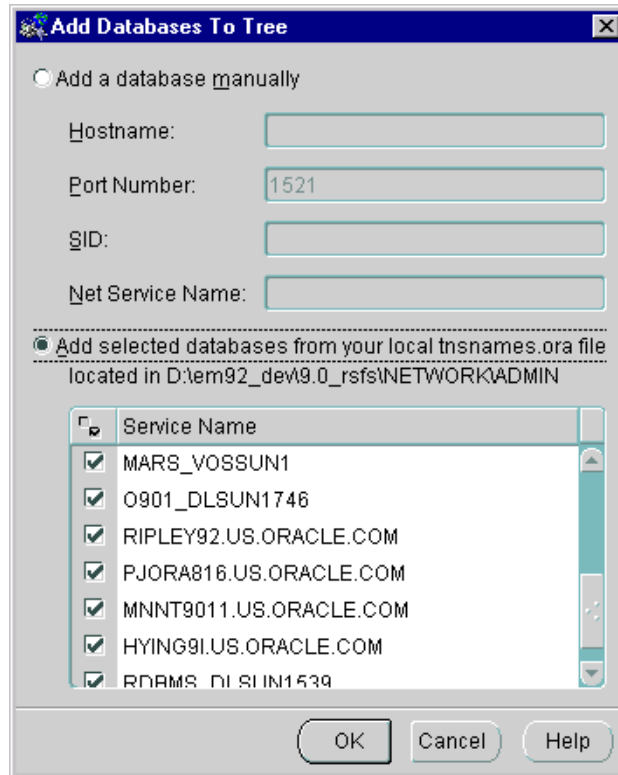 Add Databases To Tree
Add a database manually
Hostname:
Port Number: 1521
SID:
Net Service Name:
Add selected databases from your local tnsnames.ora file
located in D:\em92_dev\9.0_rsfs\NETWORK\ADMIN
Service Name
MARS_VOSSUN1
O901_DLSUN1746
RIPLEY92.US.ORACLE.COM
PJORA816.US.ORACLE.COM
MNNT9011.US.ORACLE.COM
HYING9I.US.ORACLE.COM
RDBMS_DLSUN1539
OK Cancel Help